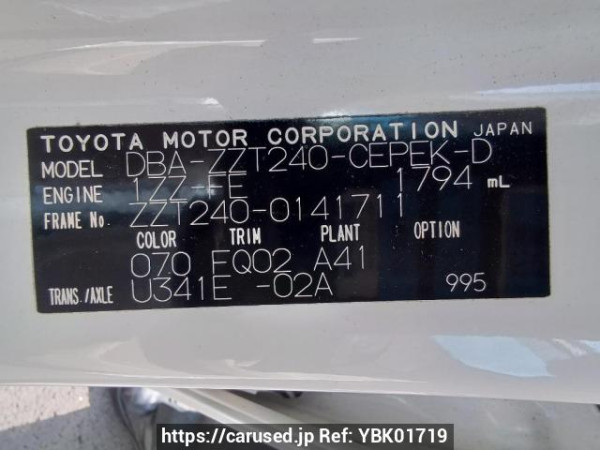 TOYOTA MOTOR CORPORATION JAPAN
MODEL DBA-ZZT240-CEPEK-D
ENGINE 1ZZ-FE 1794 mL
FRAME No. ZZT240-0141711
COLOR TRIM PLANT OPTION
070 FQ02 A41
TRANS./AXLE U341E -02A 995
https://carused.jp Ref: YBK01719